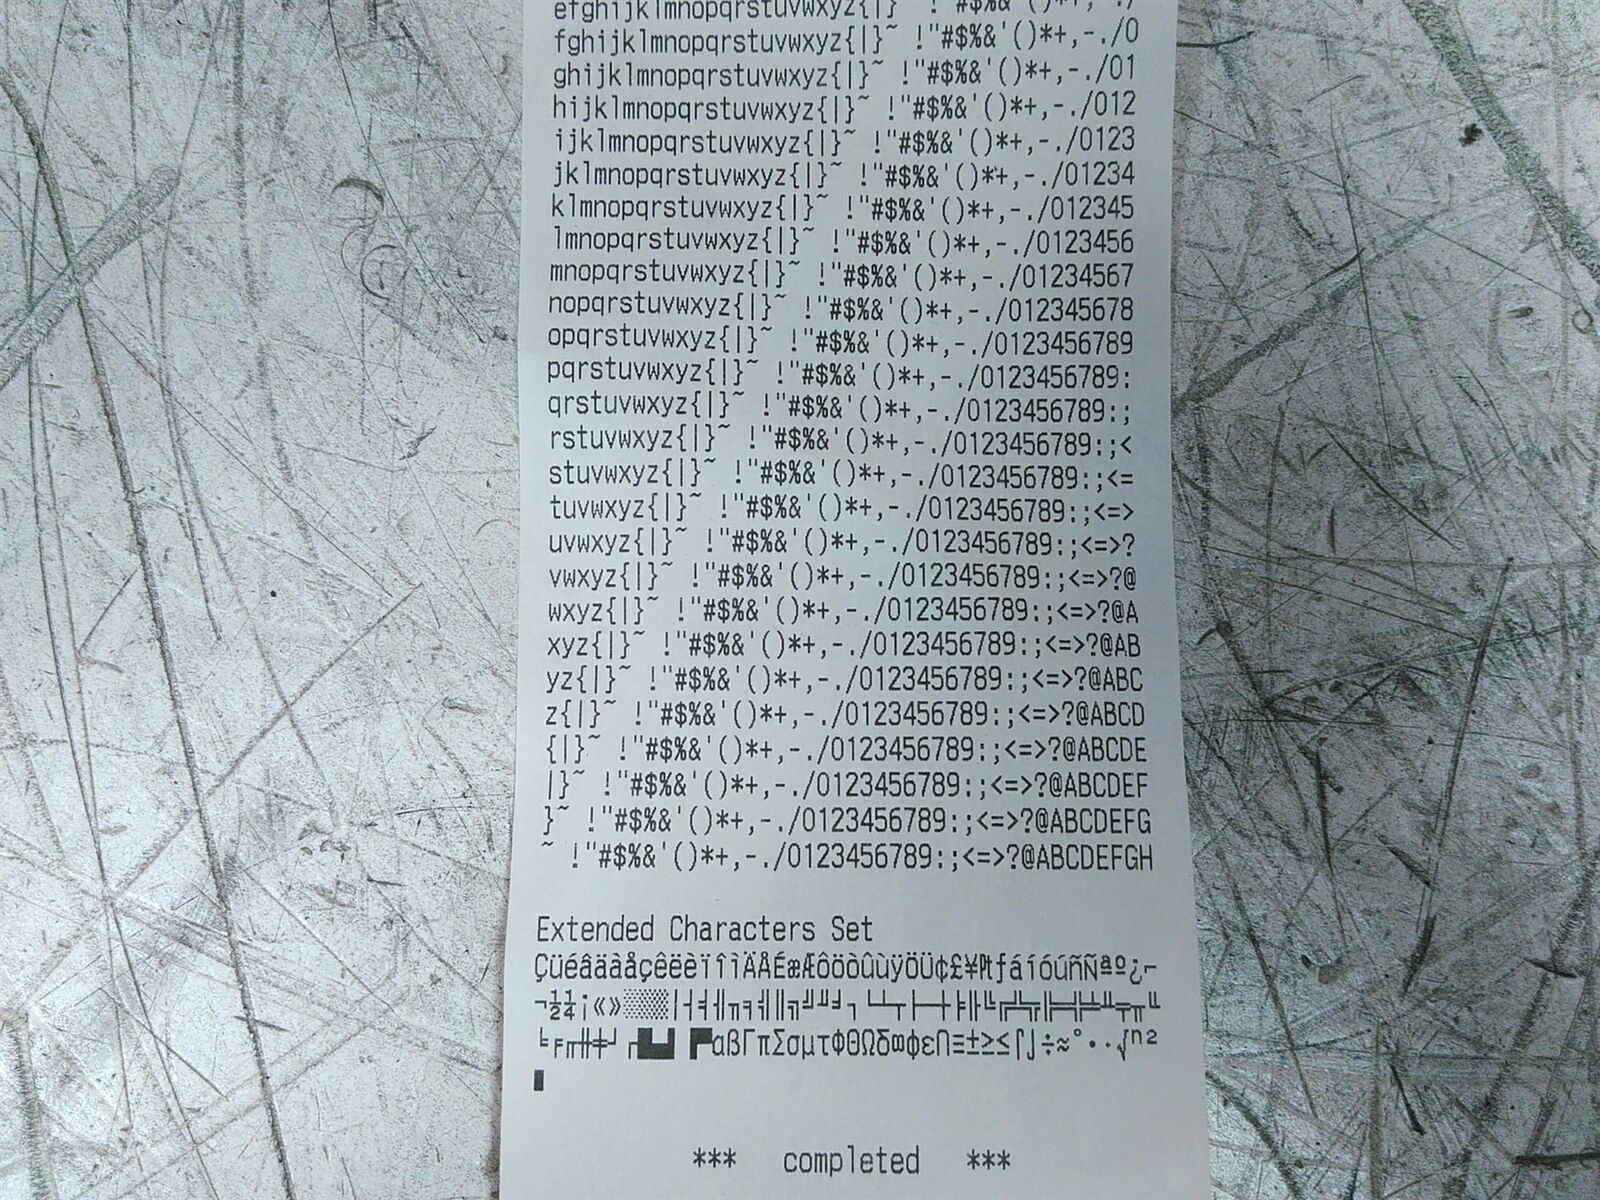 efghijklmnopqrstuvwxyz{|}~ !"#$%&'()*+,-./
fghijklmnopqrstuvwxyz{|}~ !"#$%&'()*+,-./0
ghijklmnopqrstuvwxyz{|}~ !"#$%&'()*+,-./01
hijklmnopqrstuvwxyz{|}~ !"#$%&'()*+,-./012
ijklmnopqrstuvwxyz{|}~ !"#$%&'()*+,-./0123
jklmnopqrstuvwxyz{|}~ !"#$%&'()*+,-./01234
klmnopqrstuvwxyz{|}~ !"#$%&'()*+,-./012345
lmnopqrstuvwxyz{|}~ !"#$%&'()*+,-./0123456
mnopqrstuvwxyz{|}~ !"#$%&'()*+,-./01234567
nopqrstuvwxyz{|}~ !"#$%&'()*+,-./012345678
opqrstuvwxyz{|}~ !"#$%&'()*+,-./0123456789
pqrstuvwxyz{|}~ !"#$%&'()*+,-./0123456789:
qrstuvwxyz{|}~ !"#$%&'()*+,-./0123456789:;
rstuvwxyz{|}~ !"#$%&'()*+,-./0123456789:;<
stuvwxyz{|}~ !"#$%&'()*+,-./0123456789:;<=
tuvwxyz{|}~ !"#$%&'()*+,-./0123456789:;<=>
uvwxyz{|}~ !"#$%&'()*+,-./0123456789:;<=>?
vwxyz{|}~ !"#$%&'()*+,-./0123456789:;<=>?@
wxyz{|}~ !"#$%&'()*+,-./0123456789:;<=>?@A
xyz{|}~ !"#$%&'()*+,-./0123456789:;<=>?@AB
yz{|}~ !"#$%&'()*+,-./0123456789:;<=>?@ABC
z{|}~ !"#$%&'()*+,-./0123456789:;<=>?@ABCD
{|}~ !"#$%&'()*+,-./0123456789:;<=>?@ABCDE
|}~ !"#$%&'()*+,-./0123456789:;<=>?@ABCDEF
}~ !"#$%&'()*+,-./0123456789:;<=>?@ABCDEFG
~ !"#$%&'()*+,-./0123456789:;<=>?@ABCDEFGH
Extended Characters Set
ÇüéâäàåçêëèïîìÄÅÉæÆôöòûùÿÖÜ¢£¥₧ƒáíóúñÑªº¿⌐
¬½¼¡«»░▒▓│┤╡╢╖╕╣║╗╝╜╛┐└┴┬├─┼╞╟╚╔╩╦╠═╬╧╨╤╥╙
╘╒╓╫╪┘┌█▄▌▐▀αßΓπΣσµτΦΘΩδ∞φε∩≡±≥≤⌠⌡÷≈°∙·√ⁿ²
■
*** completed ***